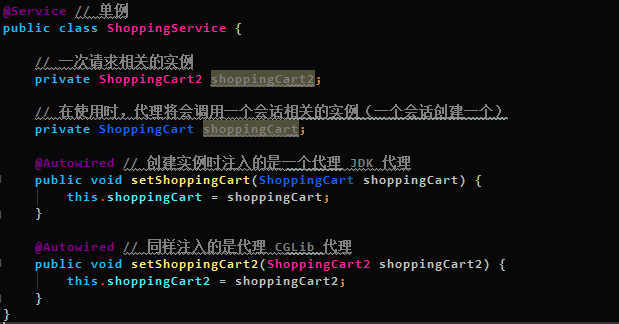 @Service // 单例
public class ShoppingService {
// 一次请求相关的实例
private ShoppingCart2 shoppingCart2;
// 在使用时，代理将会调用一个会话相关的实例（一个会话创建一个）
private ShoppingCart shoppingCart;
@Autowired // 创建实例时注入的是一个代理 JDK 代理
public void setShoppingCart(ShoppingCart shoppingCart) {
this.shoppingCart = shoppingCart;
}
@Autowired // 同样注入的是代理 CGLib 代理
public void setShoppingCart2(ShoppingCart2 shoppingCart2) {
this.shoppingCart2 = shoppingCart2;
}
}